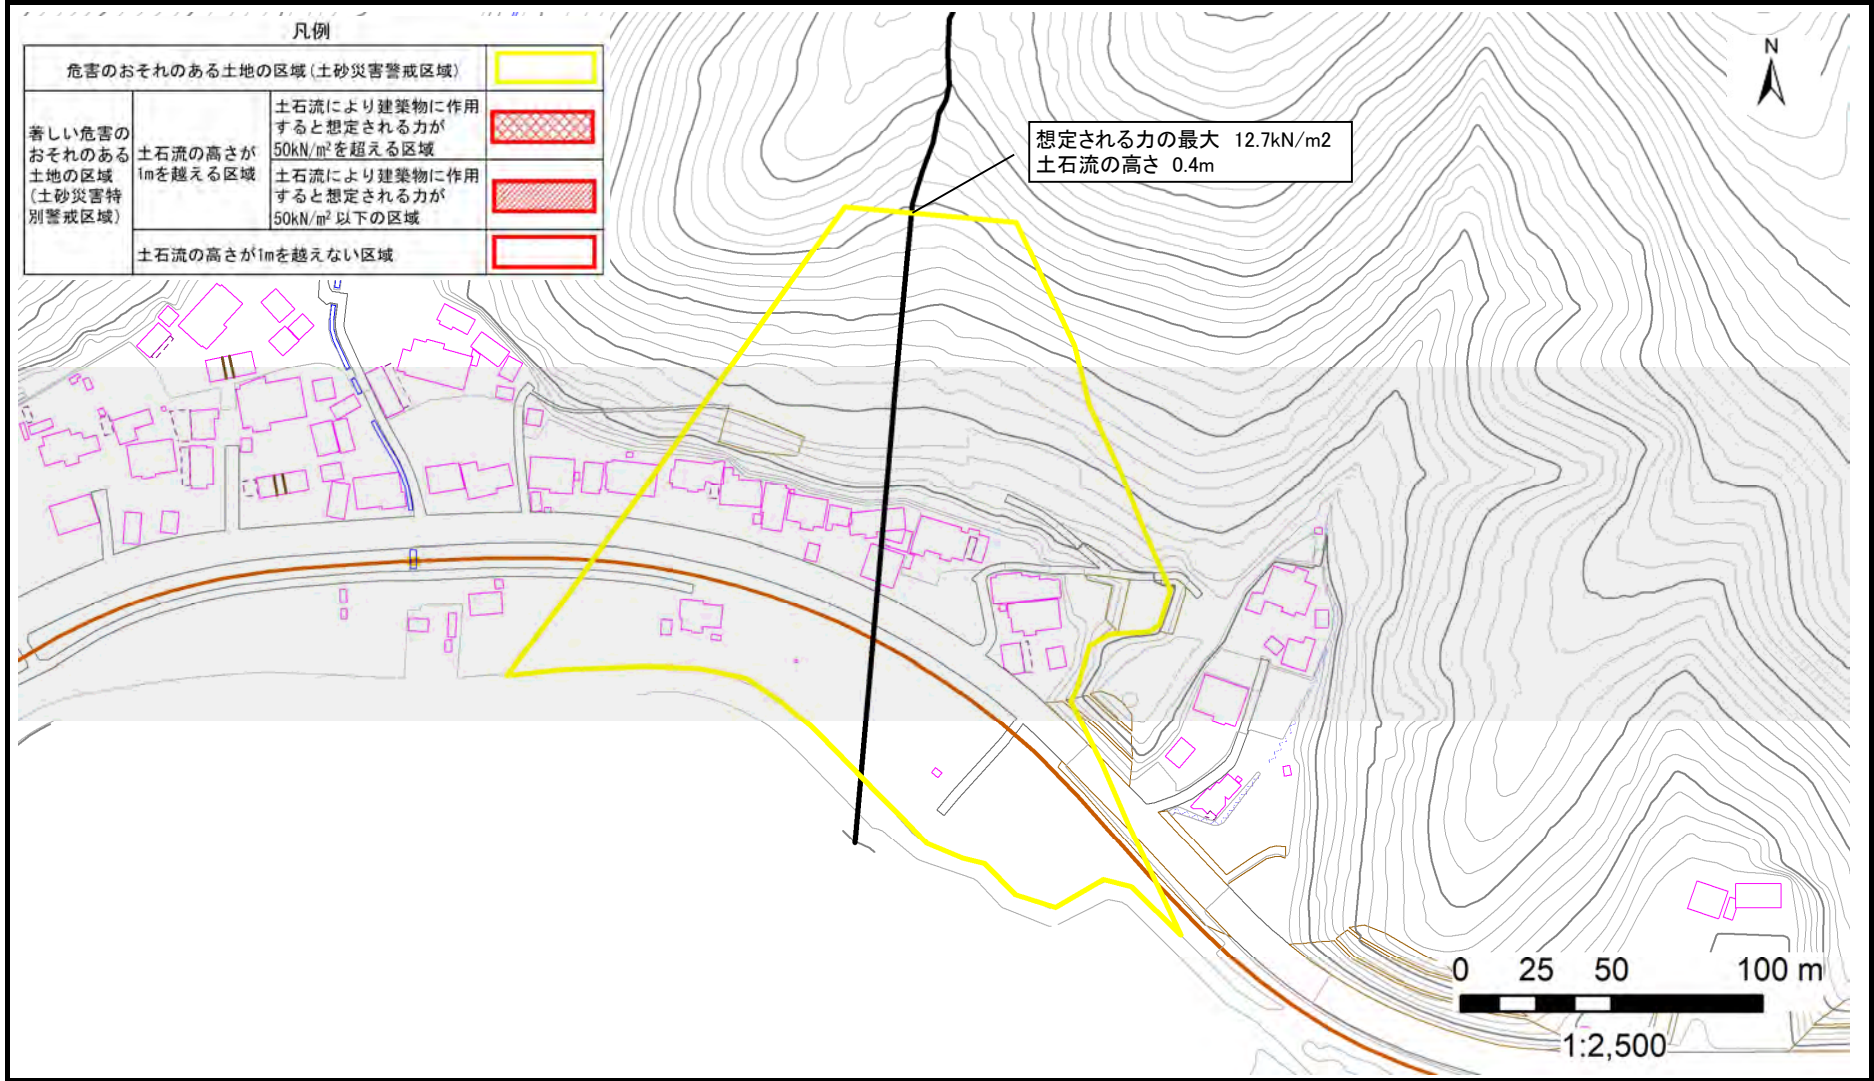 凡例
危害のおそれのある土地の区域(土砂災害警戒区域)
著しい危害の
おそれのある
土地の区域
(土砂災害特
別警戒区域)
土石流の高さが
1mを越える区域
土石流により建築物に作用
すると想定される力が
50kN/㎡を超える区域
土石流により建築物に作用
すると想定される力が
50kN/㎡以下の区域
土石流の高さが1mを越えない区域
想定される力の最大 12.7kN/m2
土石流の高さ 0.4m
N
0 25 50 100 m
1:2,500